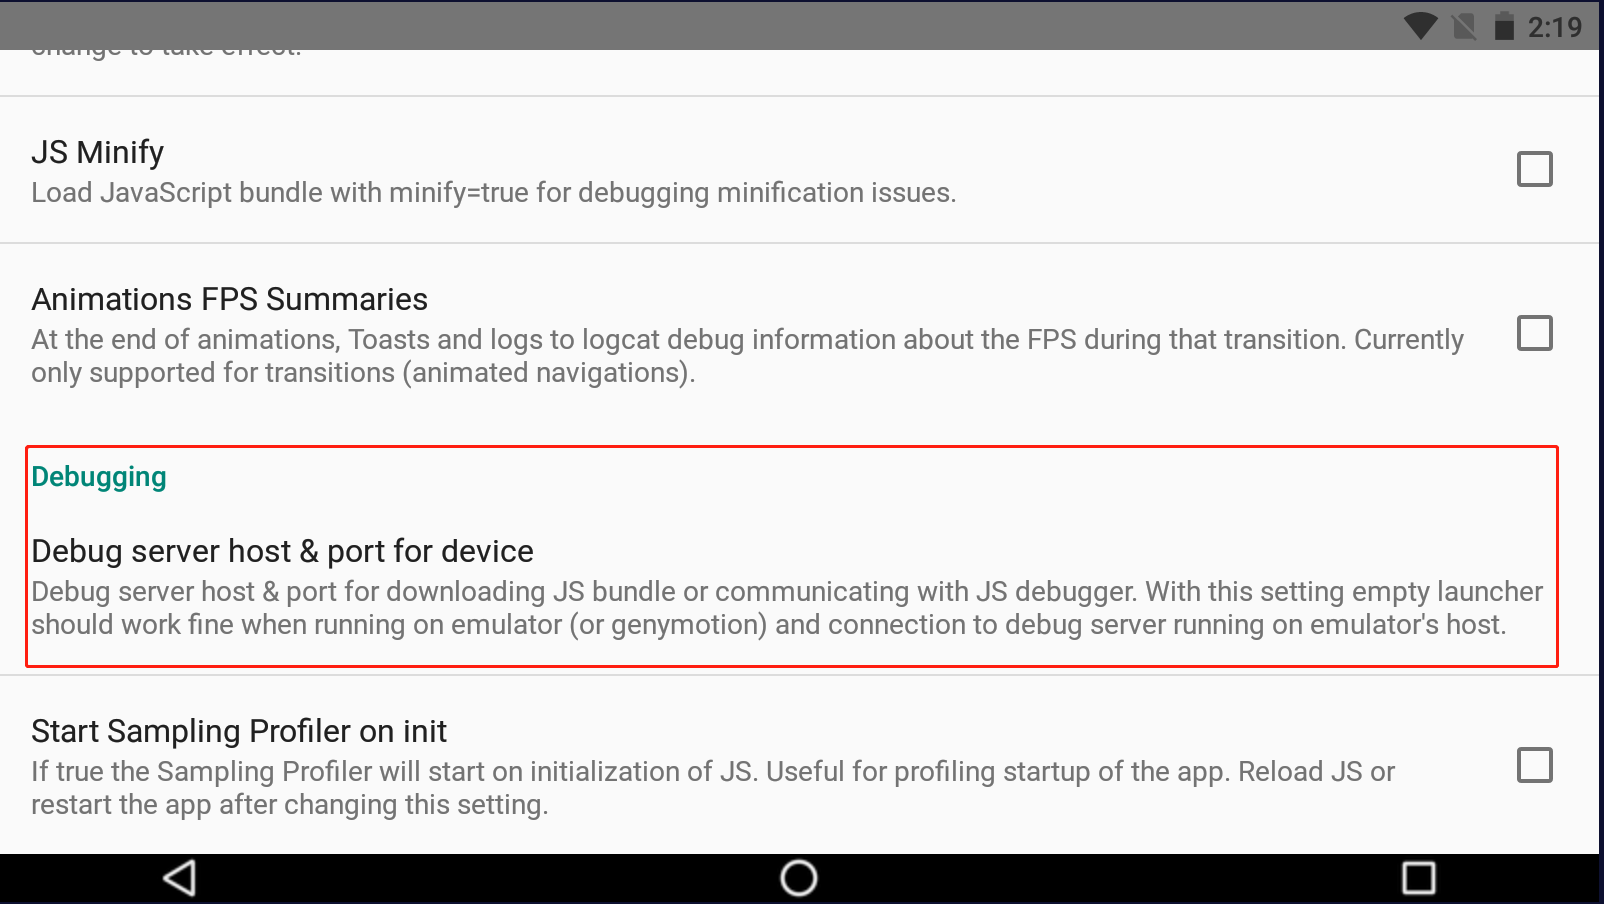 2:19
change to take effect.
JS Minify
Load JavaScript bundle with minify=true for debugging minification issues.
Animations FPS Summaries
At the end of animations, Toasts and logs to logcat debug information about the FPS during that transition. Currently
only supported for transitions (animated navigations).
Debugging
Debug server host & port for device
Debug server host & port for downloading JS bundle or communicating with JS debugger. With this setting empty launcher
should work fine when running on emulator (or genymotion) and connection to debug server running on emulator's host.
Start Sampling Profiler on init
If true the Sampling Profiler will start on initialization of JS. Useful for profiling startup of the app. Reload JS or
restart the app after changing this setting.